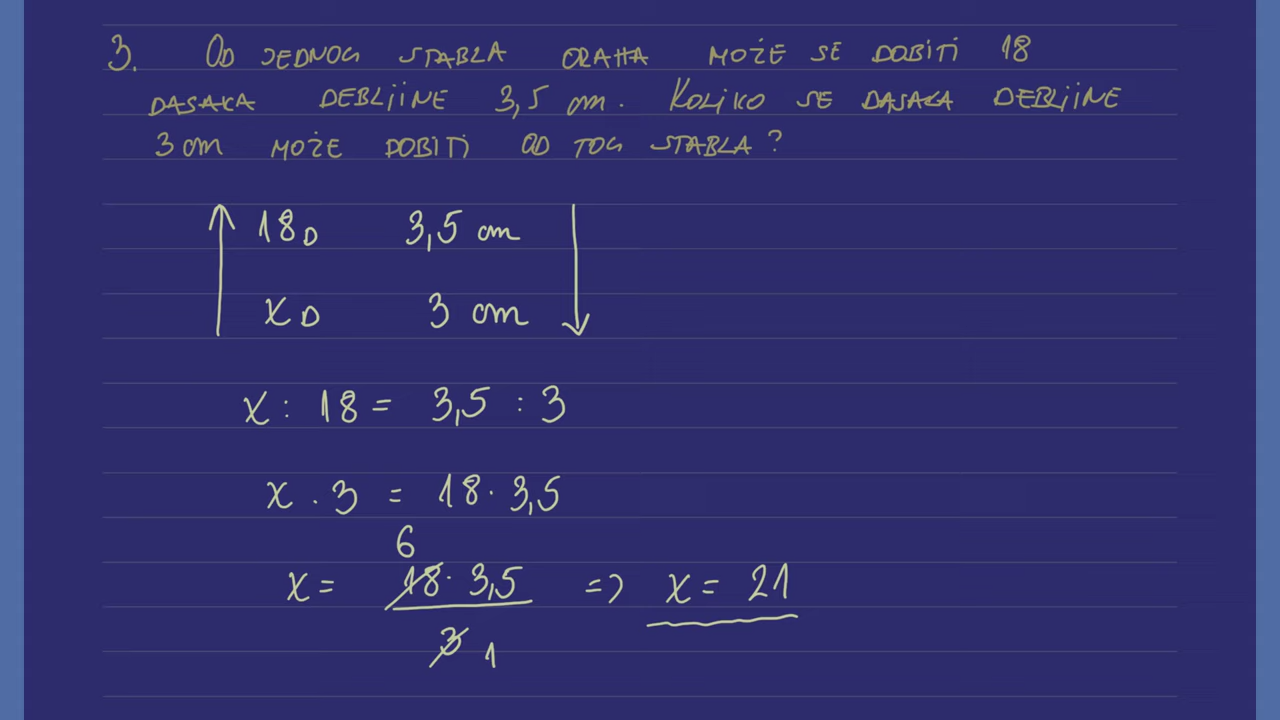 3. OD JEDNOG STABLA ORAHA MOŽE SE DOBITI 18
DASAKA DEBLJINE 3,5 cm. KOLIKO SE DASAKA DEBLJINE
3 cm MOŽE DOBITI OD TOG STABLA?
↑ 18D 3,5 cm ↓
xD 3 cm
x : 18 = 3,5 : 3
x · 3 = 18 · 3,5
6
x = 18 · 3,5 => x = 21
3 1